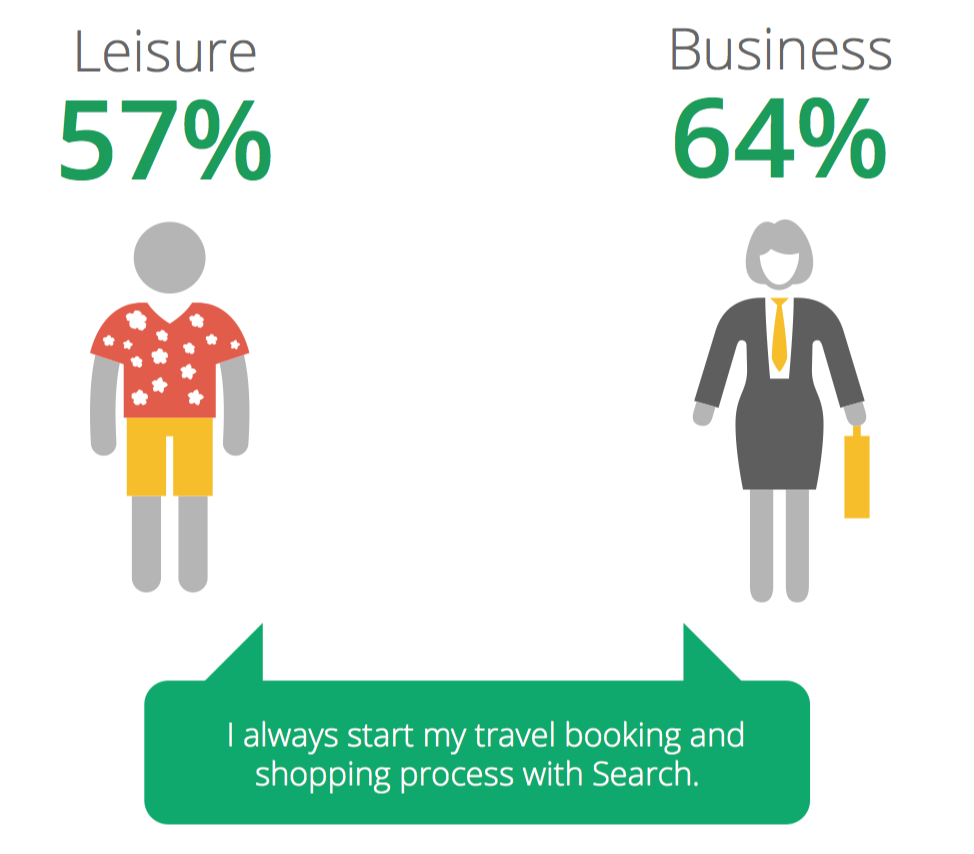 Leisure
57%
Business
64%
I always start my travel booking and
shopping process with Search.